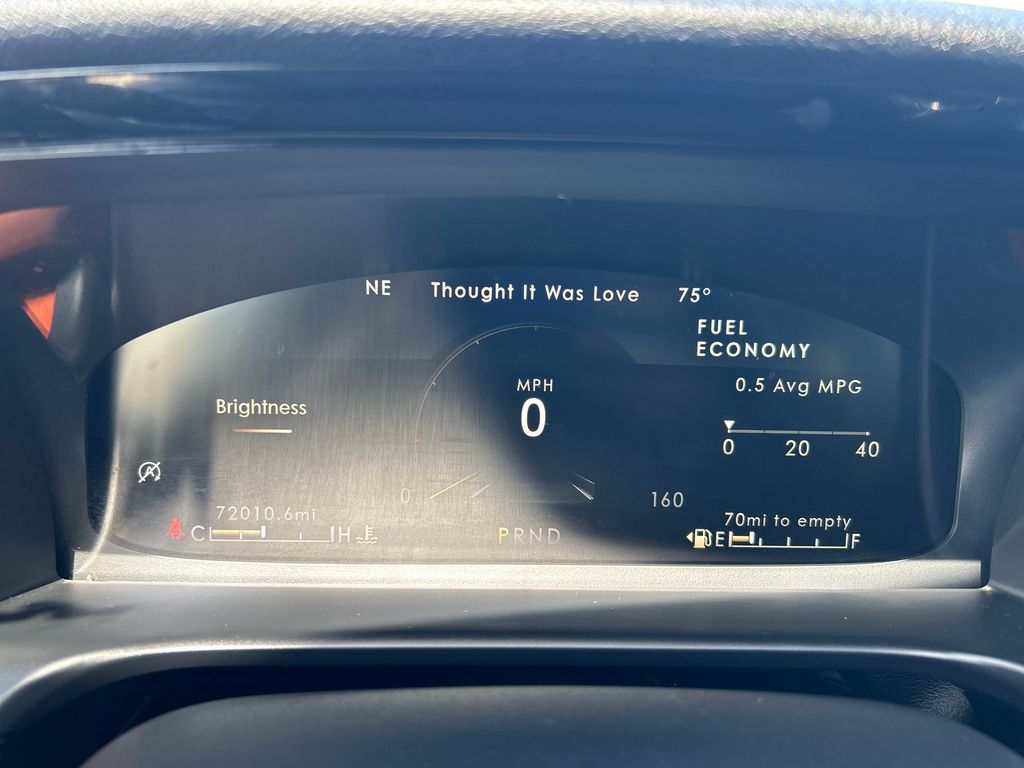 NE Thought It Was Love 75°
FUEL
ECONOMY
MPH
0.5 Avg MPG
Brightness
0
0 20 40
0 160
72010.6mi
70mi to empty
C H
PRND
E F